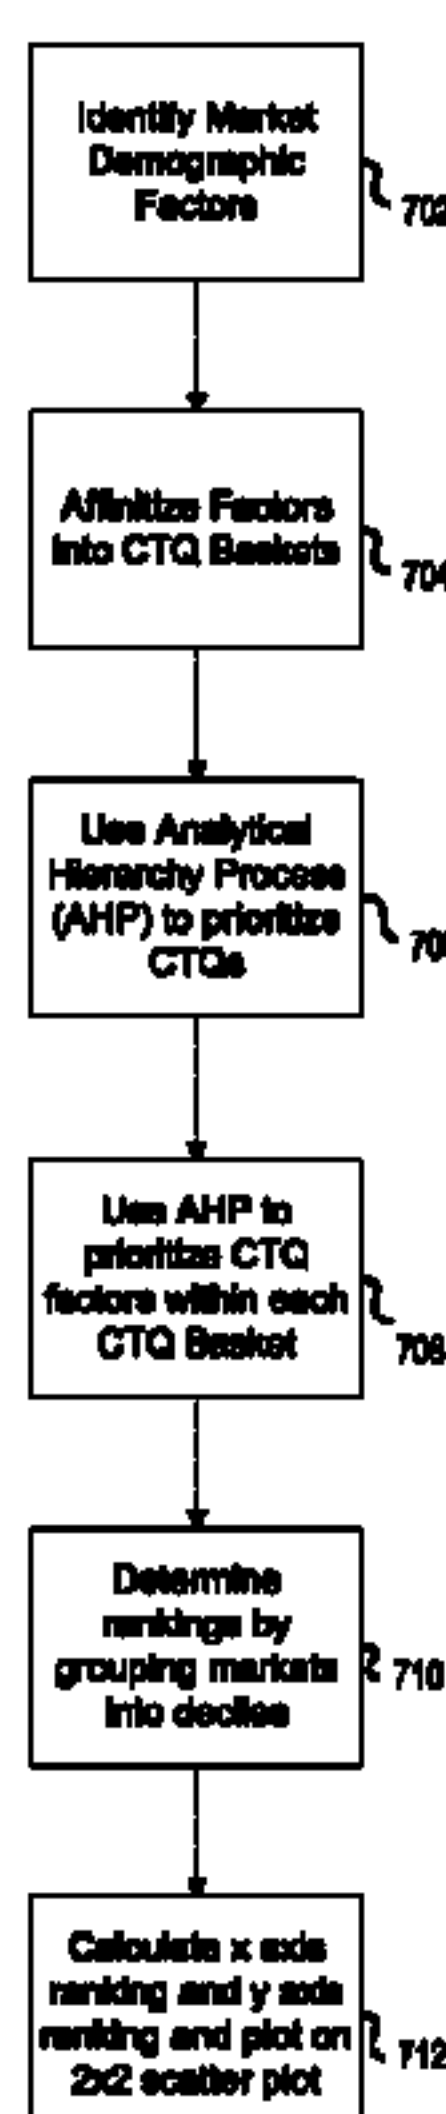 Identify Market
Demographic
Factors
702
Affinitize Factors
into CTQ Baskets
704
Use Analytical
Hierarchy Process
(AHP) to prioritize
CTQs
Use AHP to
prioritize CTQ
factors within each
CTQ Basket
708
Determine
rankings by
grouping markets
into deciles
710
Calculate x axis
ranking and y axis
ranking and plot on
2x2 scatter plot
712